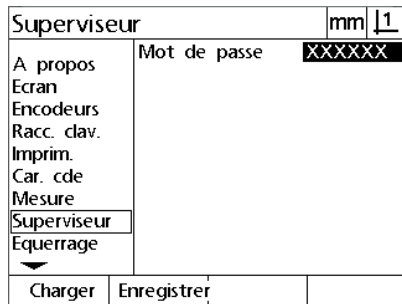 Superviseur mm 1
Mot de passe XXXXXX
A propos
Ecran
Encodeurs
Racc. clav.
Imprim.
Car. cde
Mesure
Superviseur
Equerrage
Charger Enregistrer